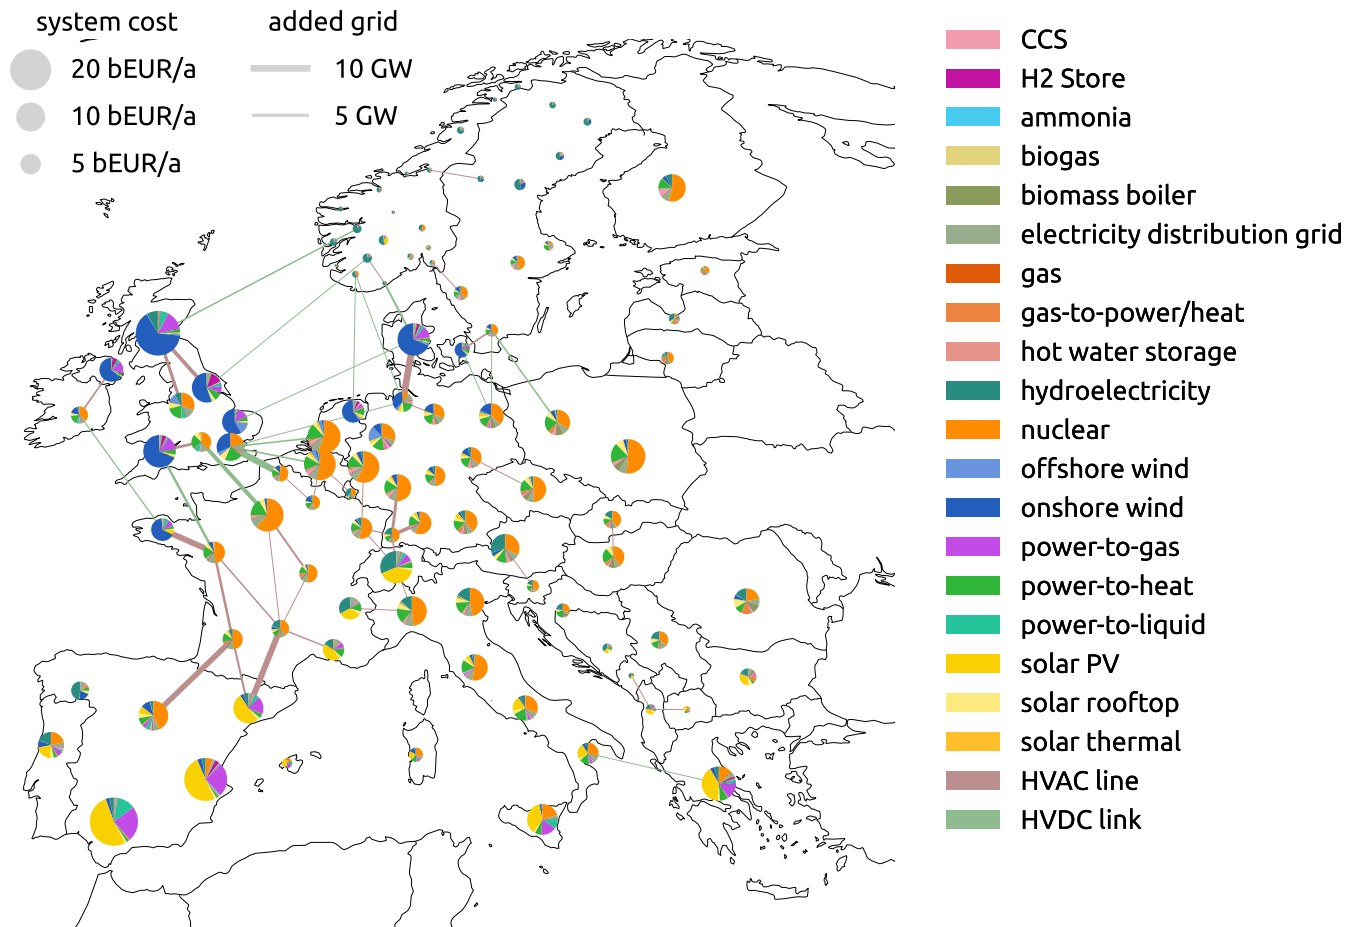 system cost
20 bEUR/a
10 bEUR/a
5 bEUR/a
added grid
10 GW
5 GW
CCS
H2 Store
ammonia
biogas
biomass boiler
electricity distribution grid
gas
gas-to-power/heat
hot water storage
hydroelectricity
nuclear
offshore wind
onshore wind
power-to-gas
power-to-heat
power-to-liquid
solar PV
solar rooftop
solar thermal
HVAC line
HVDC link